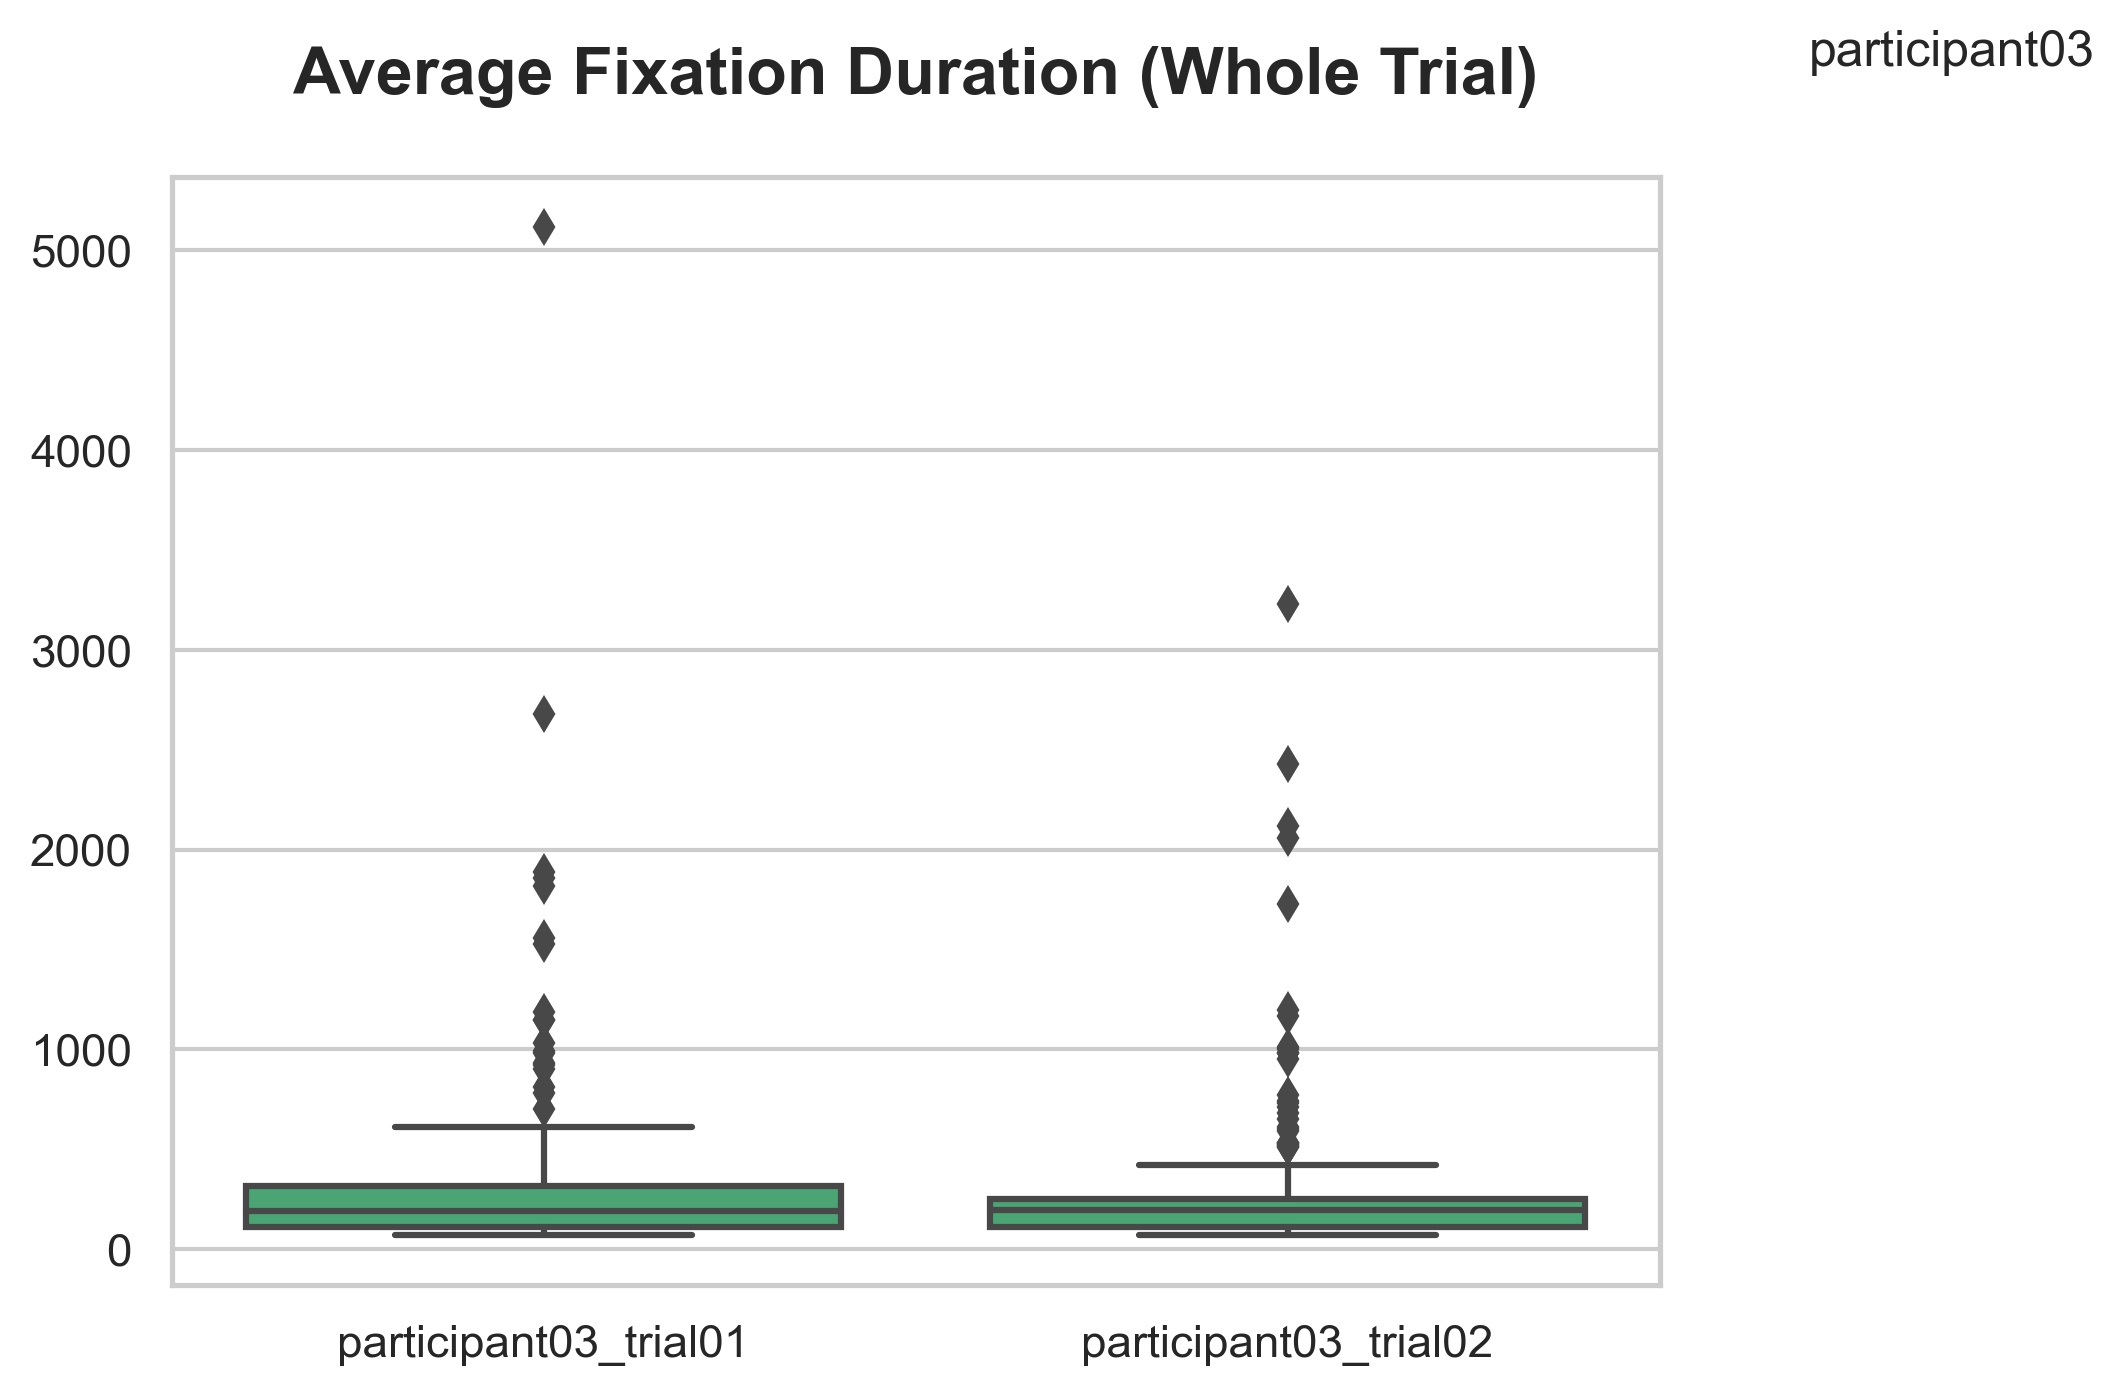 participant03
Average Fixation Duration (Whole Trial)
5000
4000
3000
2000
1000
0
participant03_trial01
participant03_trial02